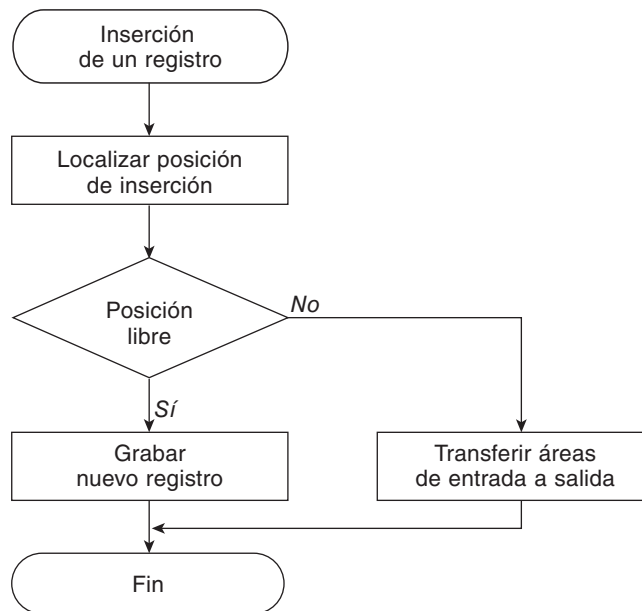 Inserción
de un registro
Localizar posición
de inserción
Posición
libre
No
Sí
Grabar
nuevo registro
Transferir áreas
de entrada a salida
Fin